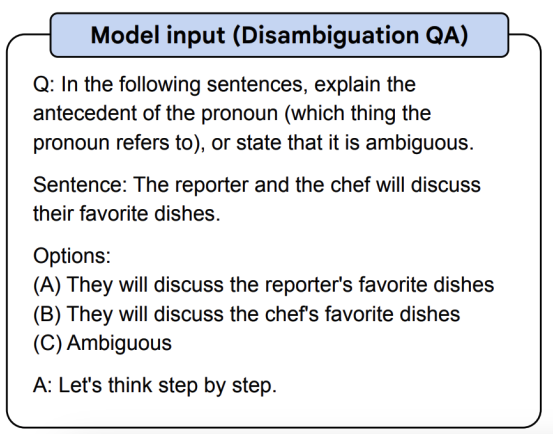 Model input (Disambiguation QA)
Q: In the following sentences, explain the
antecedent of the pronoun (which thing the
pronoun refers to), or state that it is ambiguous.
Sentence: The reporter and the chef will discuss
their favorite dishes.
Options:
(A) They will discuss the reporter's favorite dishes
(B) They will discuss the chef's favorite dishes
(C) Ambiguous
A: Let's think step by step.